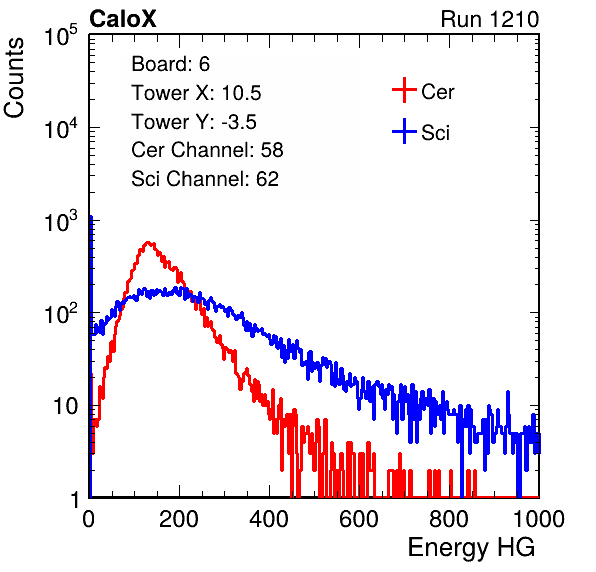 CaloX Run 1210
Counts
Board: 6
Tower X: 10.5
Tower Y: -3.5
Cer Channel: 58
Sci Channel: 62
Cer
Sci
10^5
10^4
10^3
10^2
10
1
0 200 400 600 800 1000
Energy HG